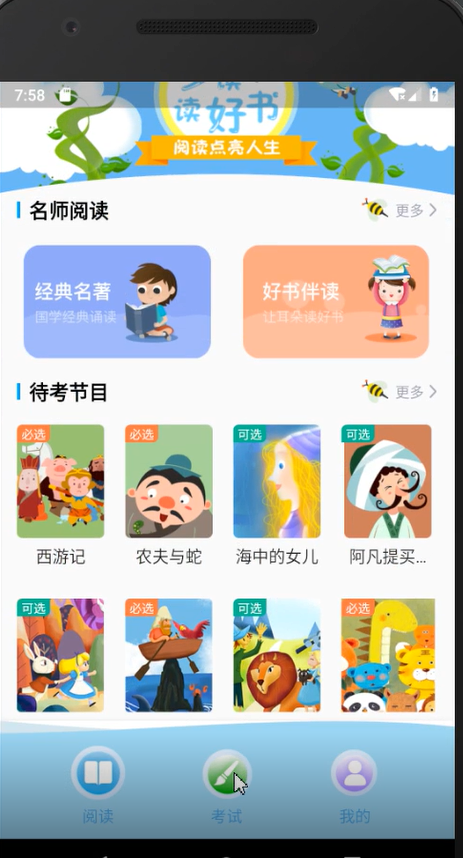 7:58
读好书
阅读点亮人生
名师阅读
更多
经典名著
国学经典诵读
好书伴读
让耳朵读好书
待考节目
更多
必选
必选
可选
可选
西游记
农夫与蛇
海中的女儿
阿凡提买...
可选
必选
可选
必选
阅读
考试
我的